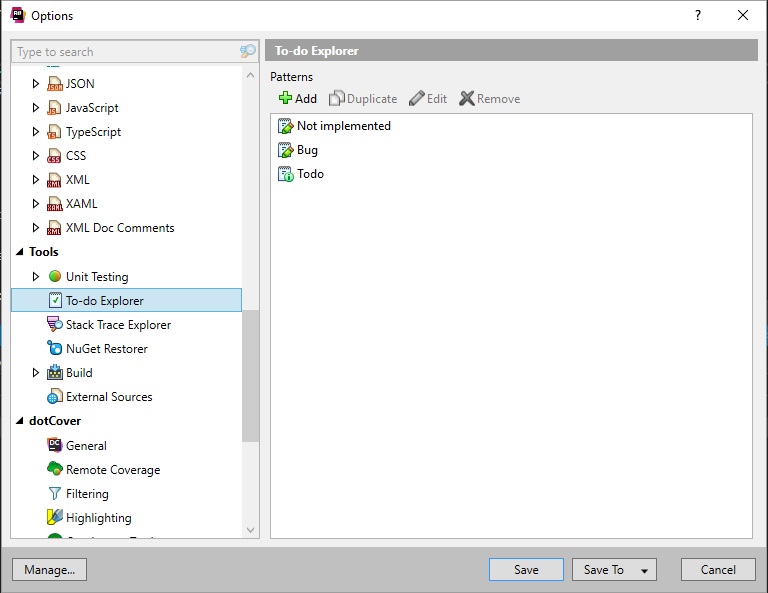 Options
?
Type to search
JSON
JavaScript
TypeScript
CSS
XML
XAML
XML Doc Comments
Tools
Unit Testing
To-do Explorer
Stack Trace Explorer
NuGet Restorer
Build
External Sources
dotCover
General
Remote Coverage
Filtering
Highlighting
To-do Explorer
Patterns
Add Duplicate Edit Remove
Not implemented
Bug
Todo
Manage... Save Save To Cancel